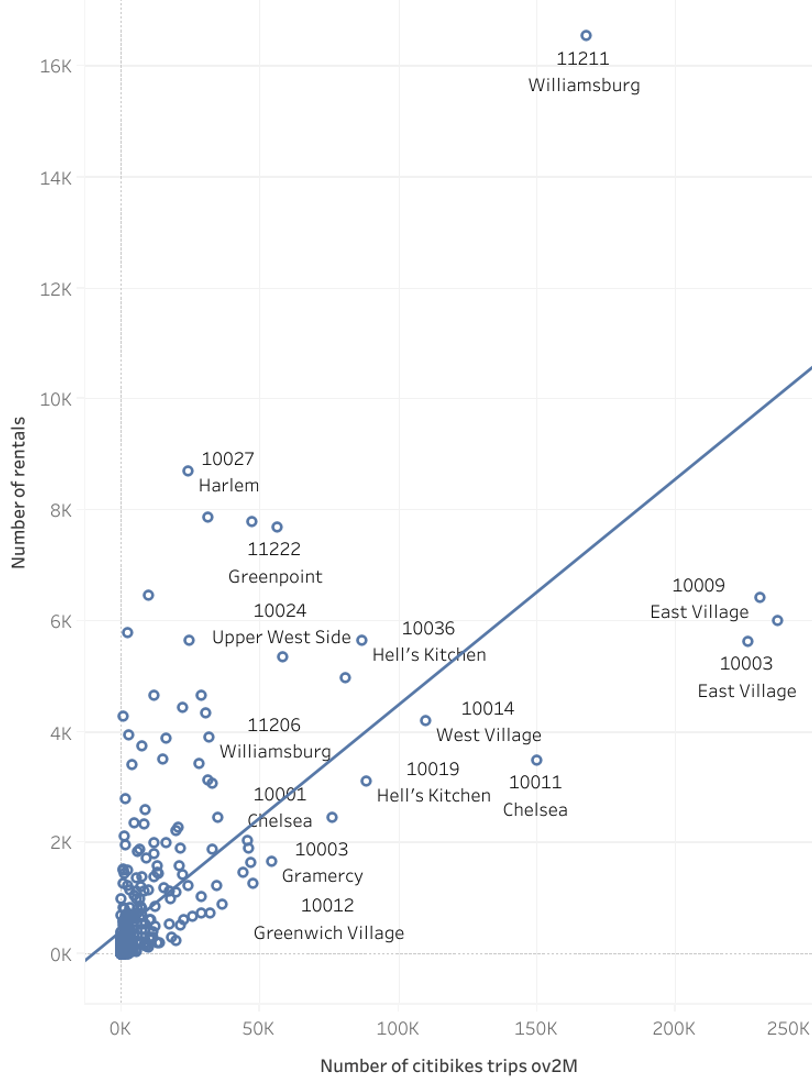 16K
11211
Williamsburg
14K
12K
10K
Number of rentals
10027
Harlem
8K
11222
Greenpoint
6K
10009
East Village
10024
Upper West Side
10036
Hell's Kitchen
10003
East Village
4K
11206
Williamsburg
10014
West Village
10019
Hell's Kitchen
10011
Chelsea
10001
Chelsea
2K
10003
Gramercy
10012
Greenwich Village
0K
0K 50K 100K 150K 200K 250K
Number of citibikes trips ov2M